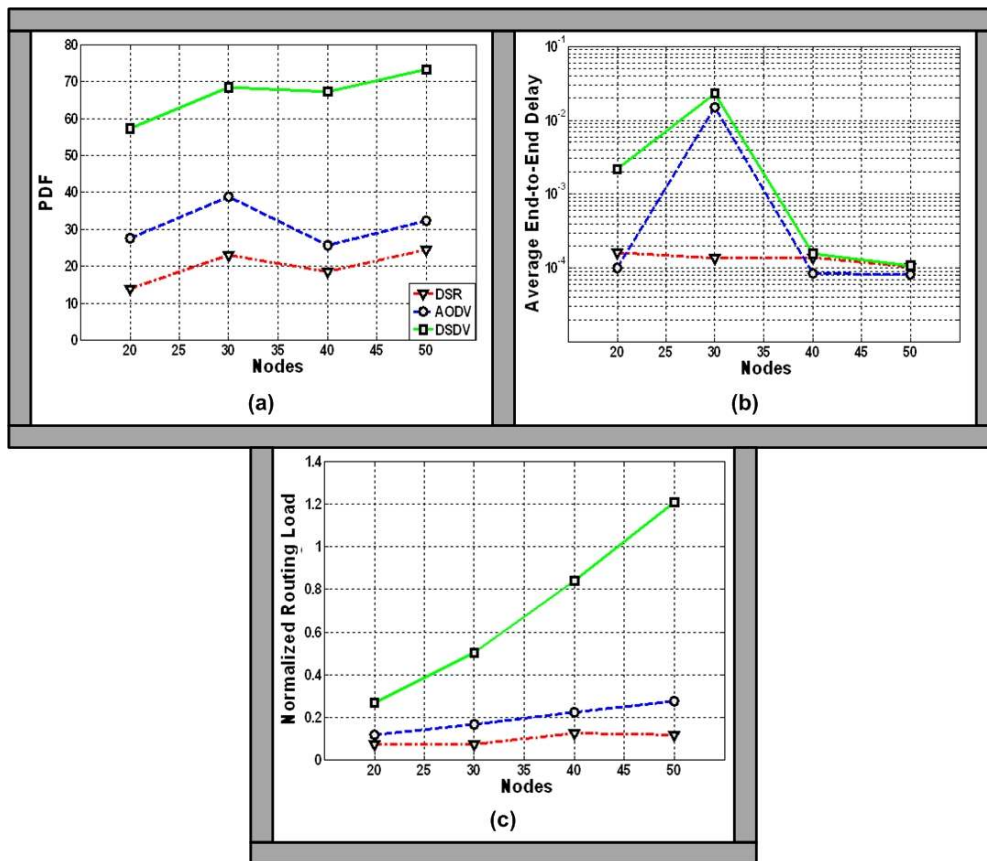 80
70
60
50
40
30
20
10
0
PDF
20 25 30 35 40 45 50
Nodes
DSR
AODV
DSDV
(a)
10-1
10-2
10-3
10-4
Average End-to-End Delay
20 25 30 35 40 45 50
Nodes
(b)
1.4
1.2
1
0.8
0.6
0.4
0.2
0
Normalized Routing Load
20 25 30 35 40 45 50
Nodes
(c)